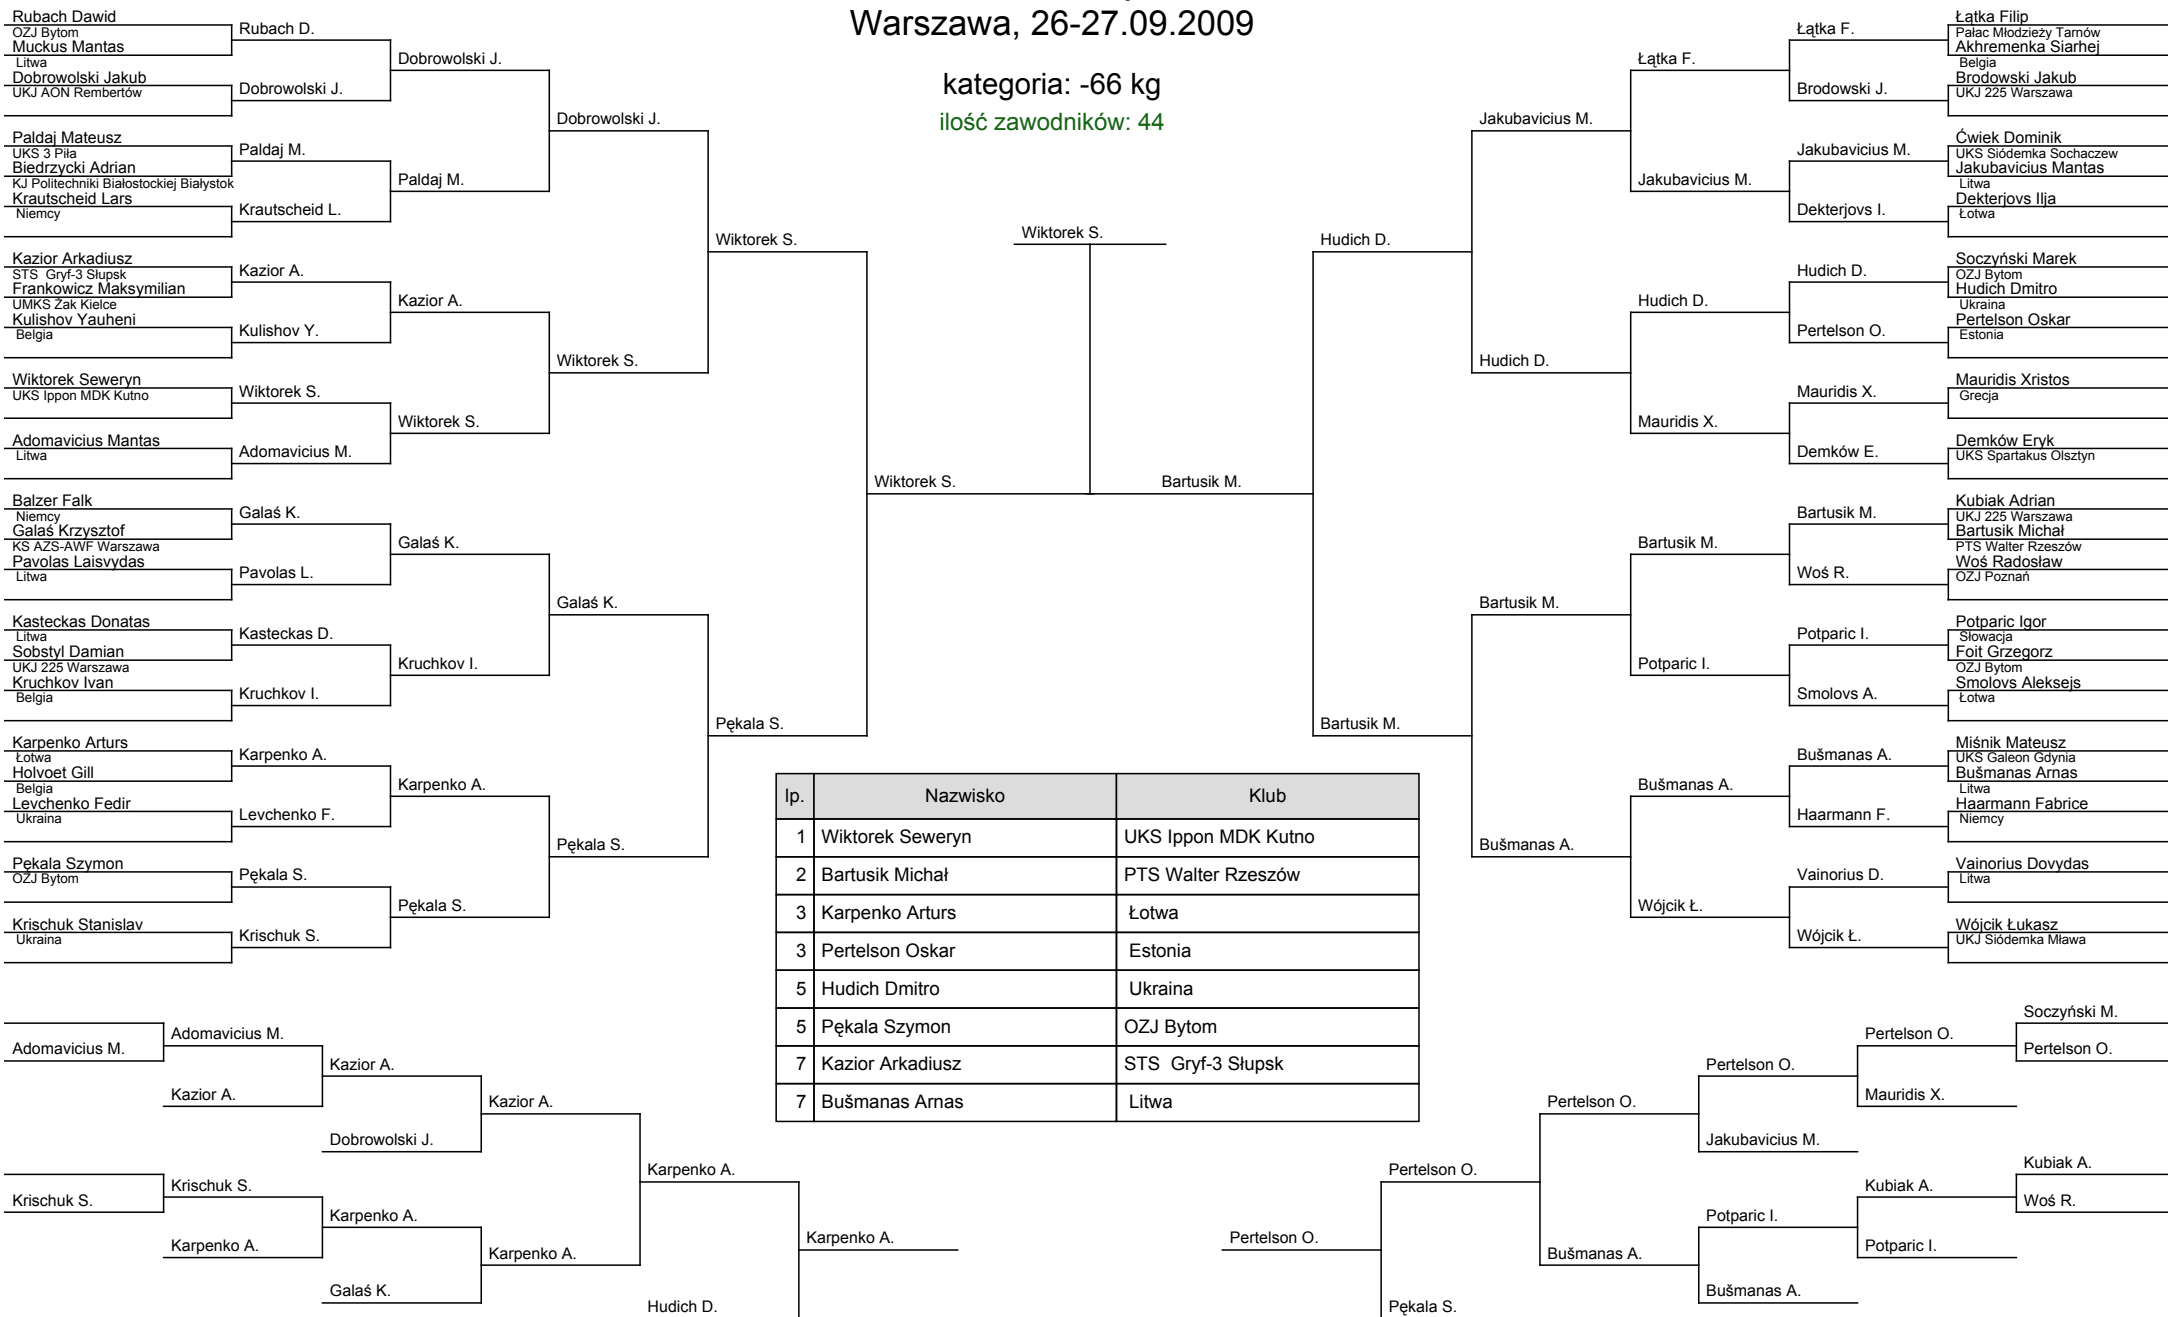 Warszawa, 26-27.09.2009
kategoria: -66 kg
ilość zawodników: 44
Rubach Dawid
OZJ Bytom
Muckus Mantas
Litwa
Dobrowolski Jakub
UKJ AON Rembertów
Paldaj Mateusz
UKS 3 Piła
Biedrzycki Adrian
KJ Politechniki Białostockiej Białystok
Krautscheid Lars
Niemcy
Kazior Arkadiusz
STS Gryf-3 Słupsk
Frankowicz Maksymilian
UMKS Żak Kielce
Kulishov Yauheni
Belgia
Wiktorek Seweryn
UKS Ippon MDK Kutno
Adomavicius Mantas
Litwa
Balzer Falk
Niemcy
Galaś Krzysztof
KS AZS-AWF Warszawa
Pavolas Laisvydas
Litwa
Kasteckas Donatas
Litwa
Sobstyl Damian
UKJ 225 Warszawa
Kruchkov Ivan
Belgia
Karpenko Arturs
Łotwa
Holvoet Gill
Belgia
Levchenko Fedir
Ukraina
Pękala Szymon
OZJ Bytom
Krischuk Stanislav
Ukraina
Rubach D.
Dobrowolski J.
Paldaj M.
Krautscheid L.
Kazior A.
Kulishov Y.
Wiktorek S.
Adomavicius M.
Galaś K.
Pavolas L.
Kasteckas D.
Kruchkov I.
Karpenko A.
Levchenko F.
Pękala S.
Krischuk S.
Dobrowolski J.
Paldaj M.
Kazior A.
Wiktorek S.
Galaś K.
Kruchkov I.
Karpenko A.
Pękala S.
Dobrowolski J.
Wiktorek S.
Galaś K.
Pękala S.
Wiktorek S.
Pękala S.
Wiktorek S.
Wiktorek S.
Bartusik M.
Hudich D.
Bartusik M.
Jakubavicius M.
Hudich D.
Bartusik M.
Bušmanas A.
Łątka F.
Jakubavicius M.
Hudich D.
Mauridis X.
Bartusik M.
Potparic I.
Bušmanas A.
Wójcik Ł.
Łątka F.
Brodowski J.
Jakubavicius M.
Dekterjovs I.
Hudich D.
Pertelson O.
Mauridis X.
Demków E.
Bartusik M.
Woś R.
Potparic I.
Smolovs A.
Bušmanas A.
Haarmann F.
Vainorius D.
Wójcik Ł.
Łątka Filip
Pałac Młodzieży Tarnów
Akhremenka Siarhej
Belgia
Brodowski Jakub
UKJ 225 Warszawa
Ćwiek Dominik
UKS Siódemka Sochaczew
Jakubavicius Mantas
Litwa
Dekterjovs Ilja
Łotwa
Soczyński Marek
OZJ Bytom
Hudich Dmitro
Ukraina
Pertelson Oskar
Estonia
Mauridis Xristos
Grecja
Demków Eryk
UKS Spartakus Olsztyn
Kubiak Adrian
UKJ 225 Warszawa
Bartusik Michał
PTS Walter Rzeszów
Woś Radosław
OZJ Poznań
Potparic Igor
Słowacja
Foit Grzegorz
OZJ Bytom
Smolovs Aleksejs
Łotwa
Miśnik Mateusz
UKS Galeon Gdynia
Bušmanas Arnas
Litwa
Haarmann Fabrice
Niemcy
Vainorius Dovydas
Litwa
Wójcik Łukasz
UKJ Siódemka Mława
lp. Nazwisko Klub
1 Wiktorek Seweryn UKS Ippon MDK Kutno
2 Bartusik Michał PTS Walter Rzeszów
3 Karpenko Arturs Łotwa
3 Pertelson Oskar Estonia
5 Hudich Dmitro Ukraina
5 Pękala Szymon OZJ Bytom
7 Kazior Arkadiusz STS Gryf-3 Słupsk
7 Bušmanas Arnas Litwa
Adomavicius M.
Krischuk S.
Adomavicius M.
Kazior A.
Krischuk S.
Karpenko A.
Kazior A.
Dobrowolski J.
Karpenko A.
Galaś K.
Kazior A.
Karpenko A.
Karpenko A.
Hudich D.
Karpenko A.
Pertelson O.
Pertelson O.
Pękala S.
Pertelson O.
Bušmanas A.
Pertelson O.
Jakubavicius M.
Potparic I.
Bušmanas A.
Pertelson O.
Mauridis X.
Kubiak A.
Potparic I.
Soczyński M.
Pertelson O.
Kubiak A.
Woś R.